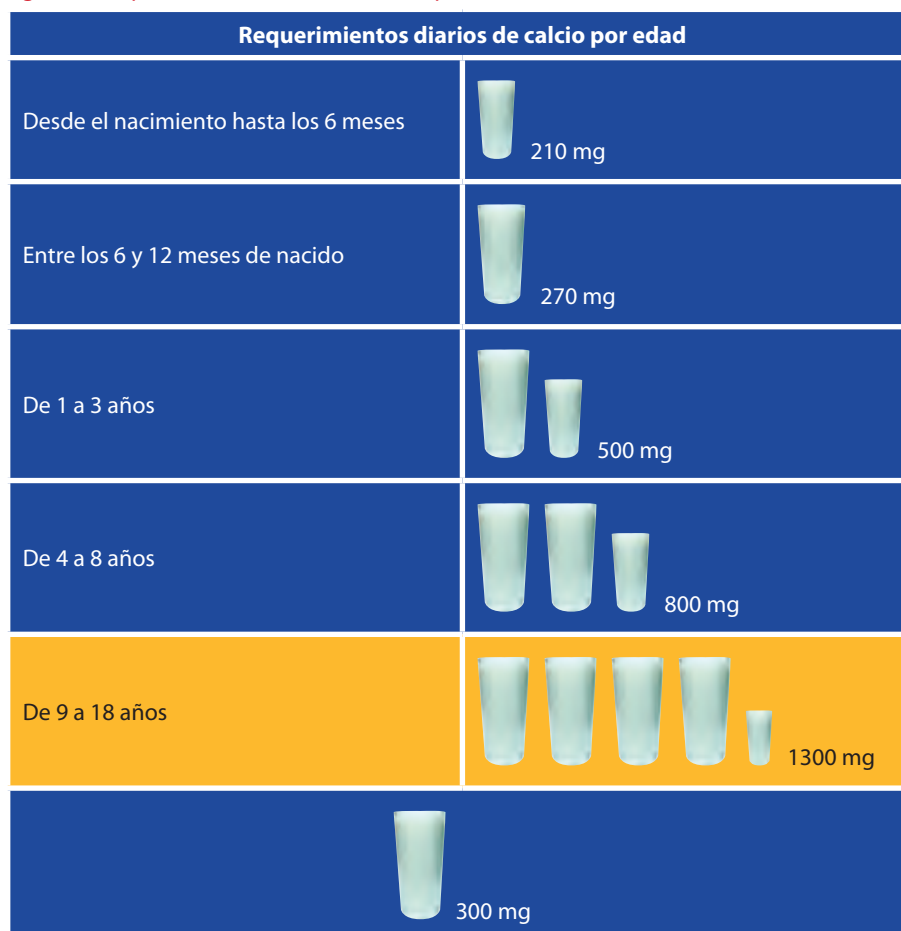 Requerimientos diarios de calcio por edad
Desde el nacimiento hasta los 6 meses
210 mg
Entre los 6 y 12 meses de nacido
270 mg
De 1 a 3 años
500 mg
De 4 a 8 años
800 mg
De 9 a 18 años
1300 mg
300 mg